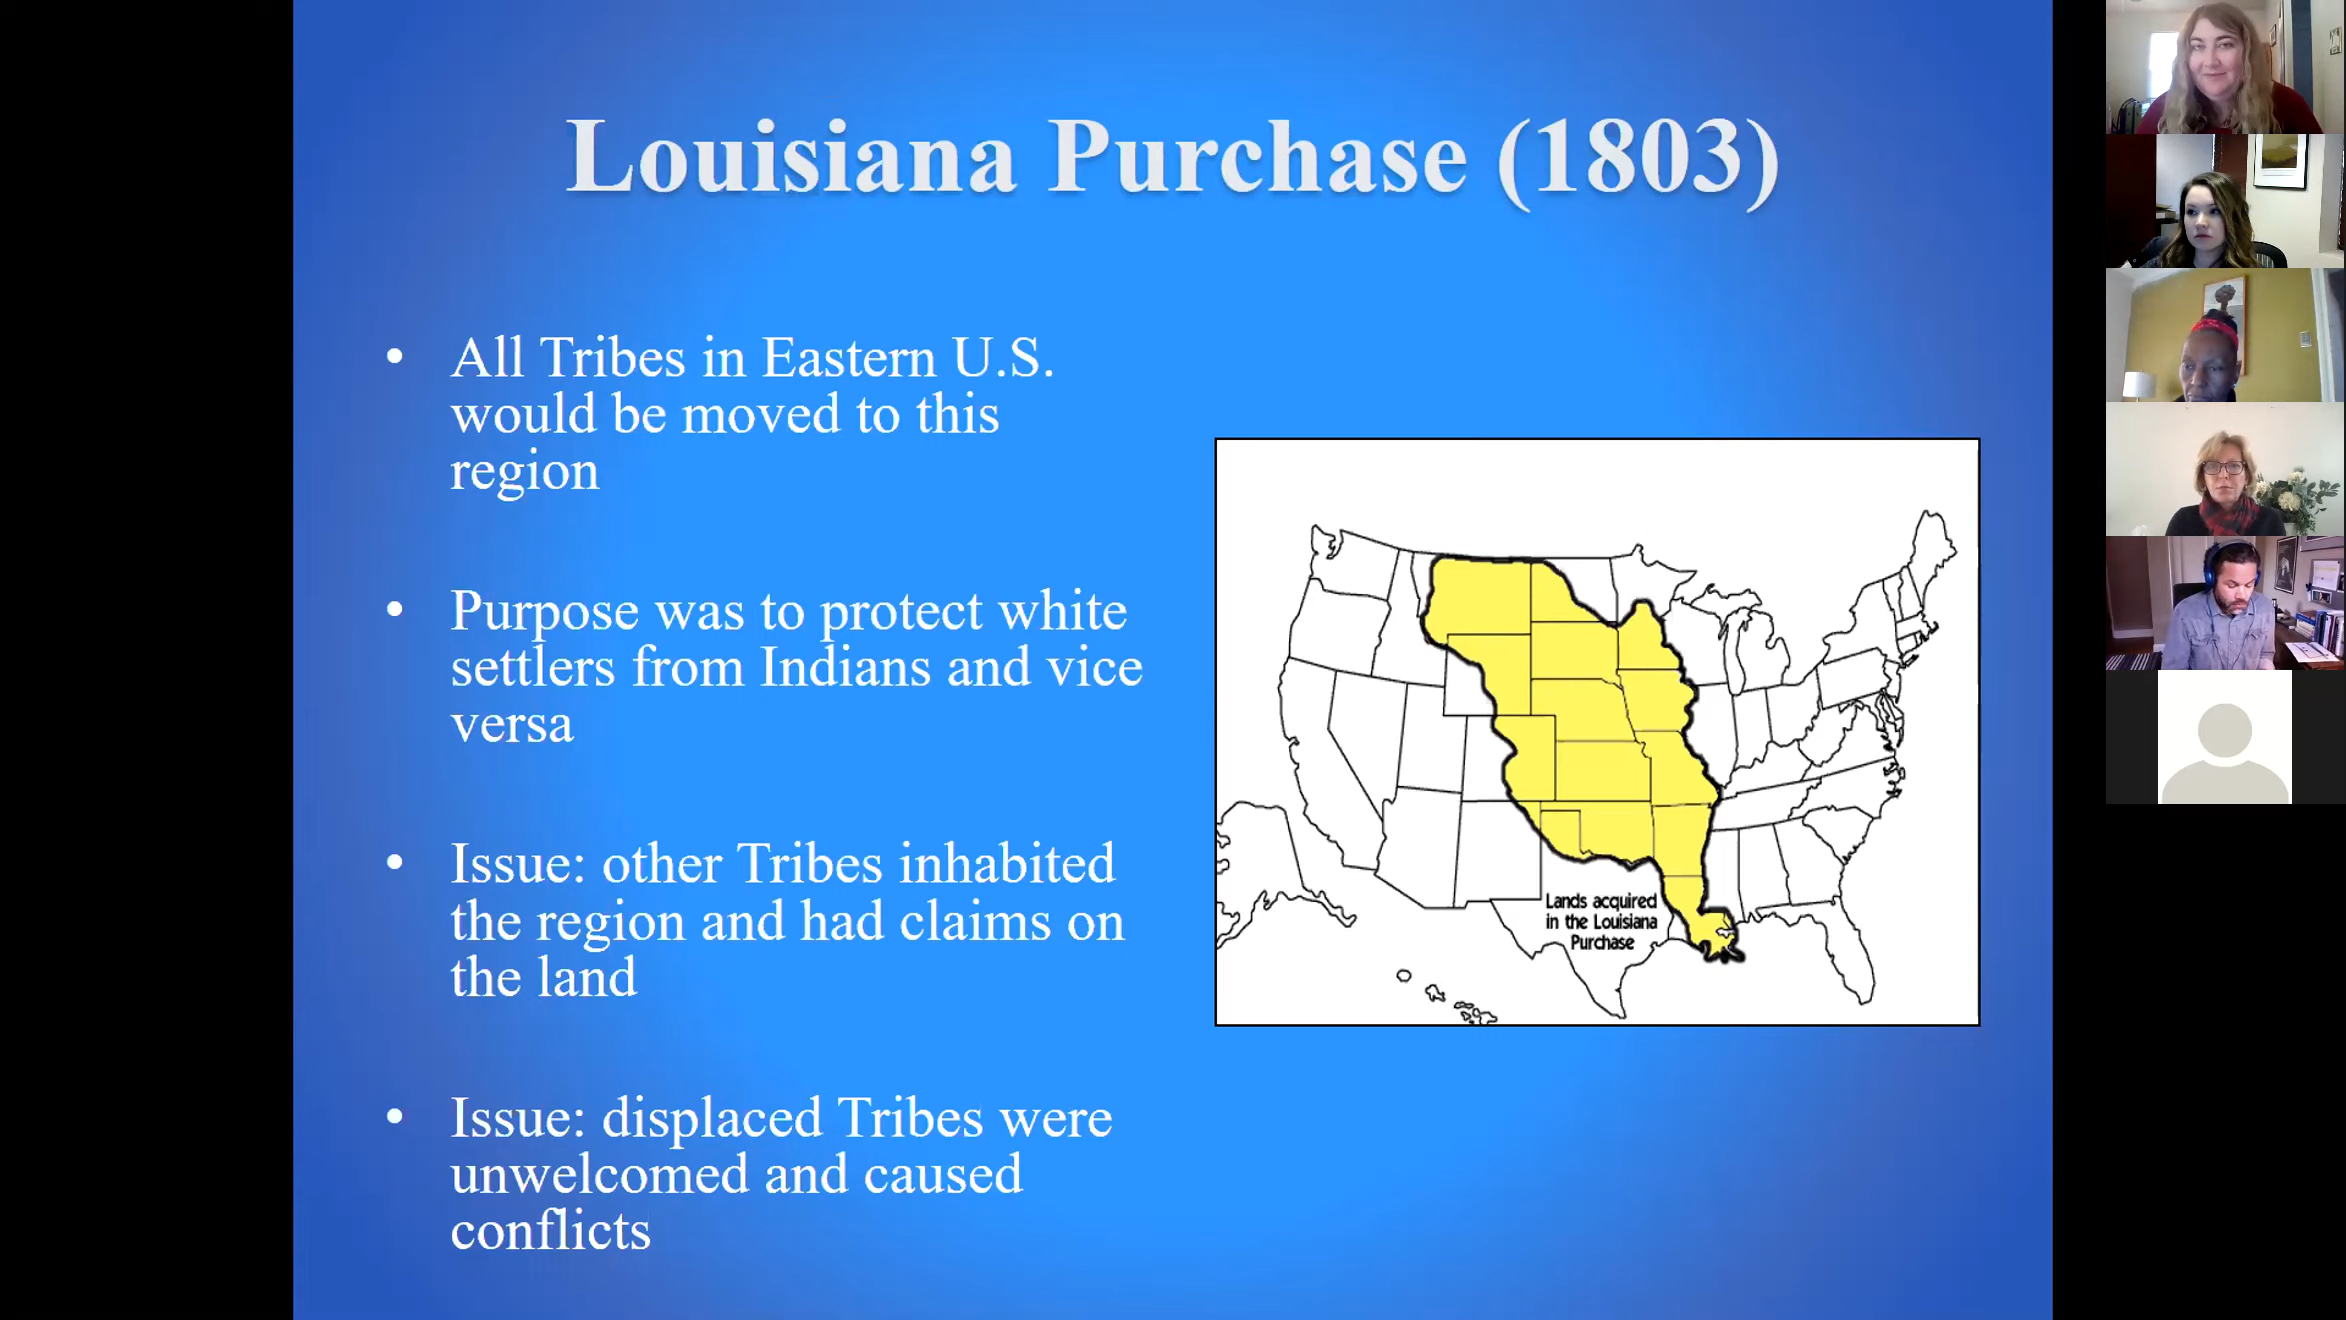 Louisiana Purchase (1803)
• All Tribes in Eastern U.S.
would be moved to this
region
• Purpose was to protect white
settlers from Indians and vice
versa
• Issue: other Tribes inhabited
the region and had claims on
the land
• Issue: displaced Tribes were
unwelcomed and caused
conflicts
Lands acquired
in the Louisiana
Purchase